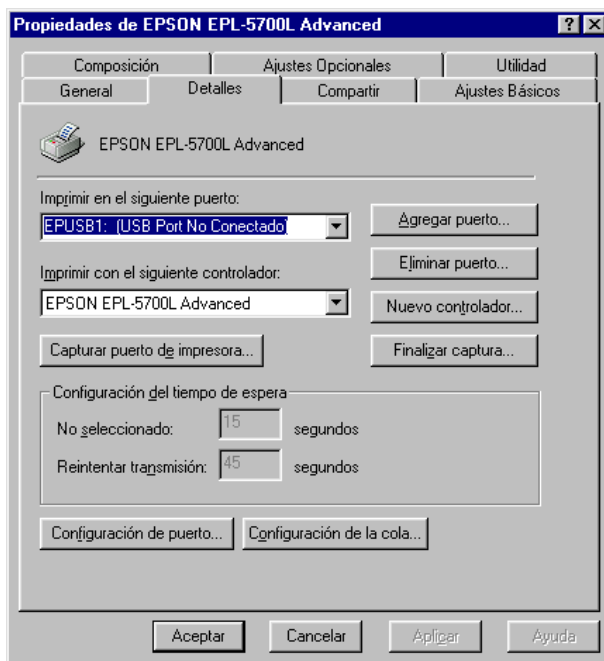 Propiedades de EPSON EPL-5700L Advanced
Composición Ajustes Opcionales Utilidad
General Detalles Compartir Ajustes Básicos
EPSON EPL-5700L Advanced
Imprimir en el siguiente puerto:
EPUSB1: (USB Port No Conectado)
Agregar puerto...
Eliminar puerto...
Imprimir con el siguiente controlador:
EPSON EPL-5700L Advanced
Nuevo controlador...
Capturar puerto de impresora... Finalizar captura...
Configuración del tiempo de espera
No seleccionado: 15 segundos
Reintentar transmisión: 45 segundos
Configuración de puerto... Configuración de la cola...
Aceptar Cancelar Aplicar Ayuda